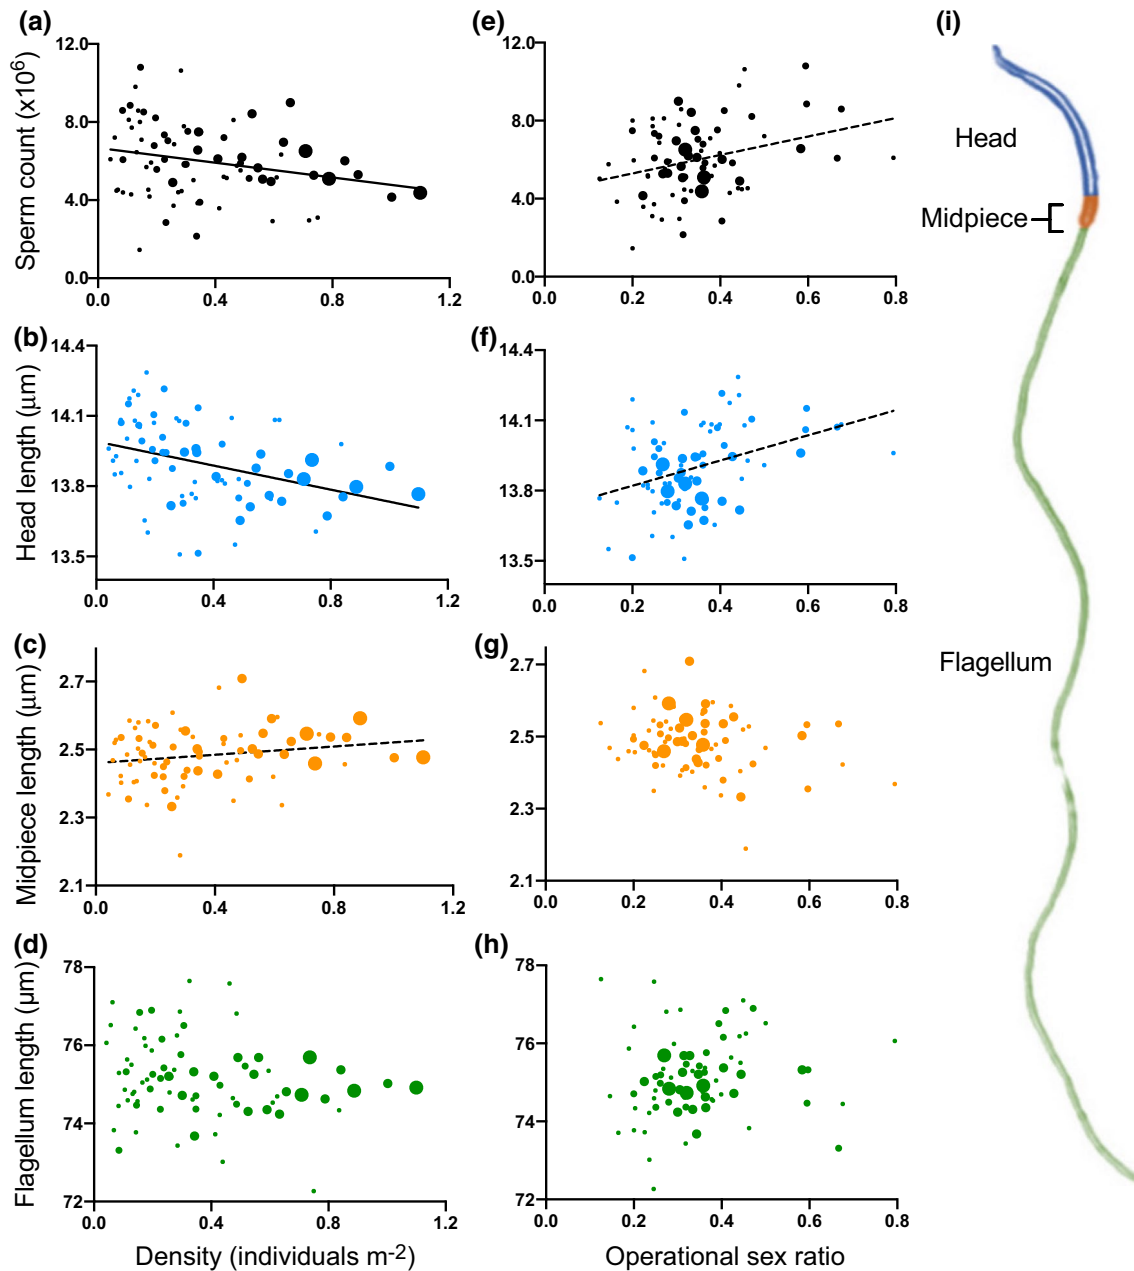 (a)
Sperm count (x10⁶)
12.0
8.0
4.0
0.0
0.0 0.4 0.8 1.2
(e)
12.0
8.0
4.0
0.0
0.0 0.2 0.4 0.6 0.8
(b)
Head length (μm)
14.4
14.1
13.8
13.5
0.0 0.4 0.8 1.2
(f)
14.4
14.1
13.8
13.5
0.0 0.2 0.4 0.6 0.8
(c)
Midpiece length (μm)
2.7
2.5
2.3
2.1
0.0 0.4 0.8 1.2
(g)
2.7
2.5
2.3
2.1
0.0 0.2 0.4 0.6 0.8
(d)
Flagellum length (μm)
78
76
74
72
0.0 0.4 0.8 1.2
Density (individuals m⁻²)
(h)
78
76
74
72
0.0 0.2 0.4 0.6 0.8
Operational sex ratio
(i)
Head
Midpiece
Flagellum